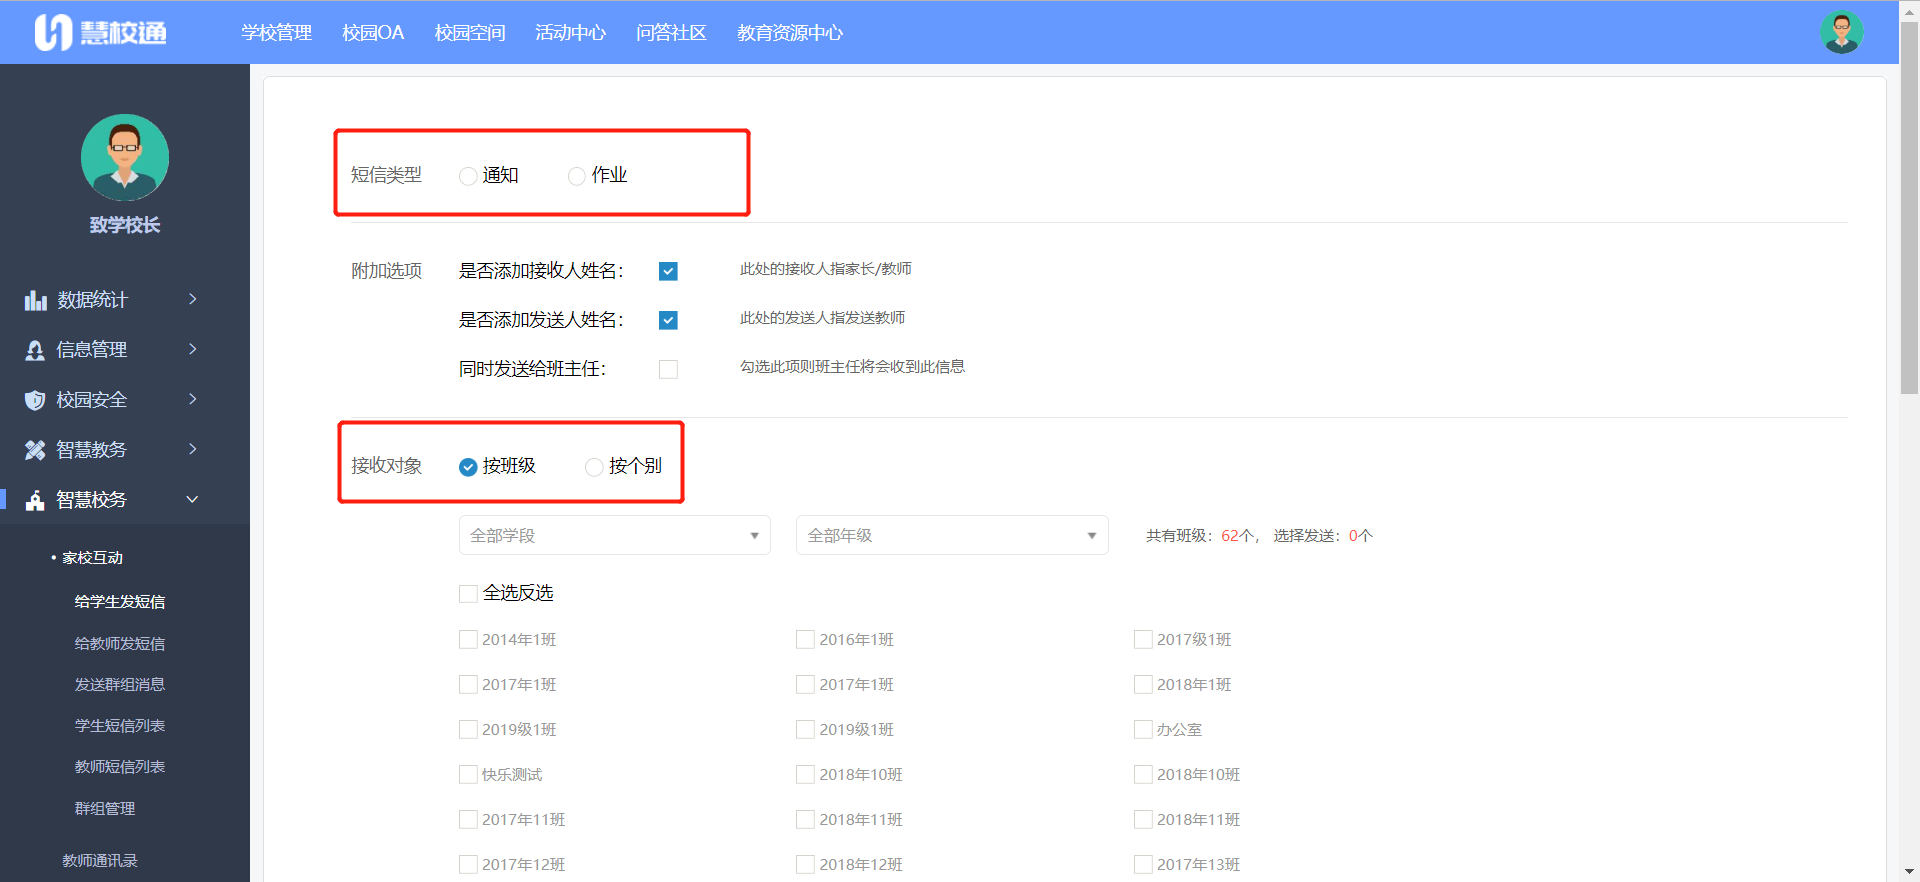 慧校通 学校管理 校园OA 校园空间 活动中心 问答社区 教育资源中心
致学校长
数据统计
信息管理
校园安全
智慧教务
智慧校务
• 家校互动
给学生发短信
给教师发短信
发送群组消息
学生短信列表
教师短信列表
群组管理
教师通讯录
短信类型 通知 作业
附加选项 是否添加接收人姓名： 此处的接收人指家长/教师
是否添加发送人姓名： 此处的发送人指发送教师
同时发送给班主任： 勾选此项则班主任将会收到此信息
接收对象 按班级 按个别
全部学段 全部年级 共有班级：62个， 选择发送：0个
全选反选
2014年1班 2016年1班 2017级1班
2017年1班 2017年1班 2018年1班
2019级1班 2019级1班 办公室
快乐测试 2018年10班 2018年10班
2017年11班 2018年11班 2018年11班
2017年12班 2018年12班 2017年13班